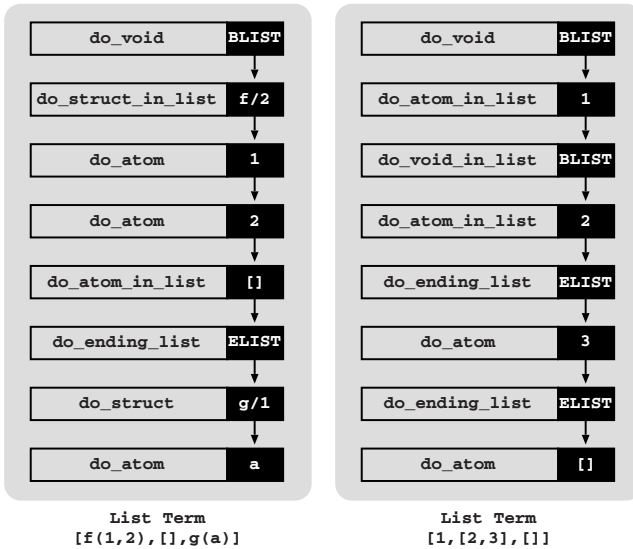 do_void BLIST
do_struct_in_list f/2
do_atom 1
do_atom 2
do_atom_in_list []
do_ending_list ELIST
do_struct g/1
do_atom a
List Term
[f(1,2),[],g(a)]
do_void BLIST
do_atom_in_list 1
do_void_in_list BLIST
do_atom_in_list 2
do_ending_list ELIST
do_atom 3
do_ending_list ELIST
do_atom []
List Term
[1,[2,3],[]]